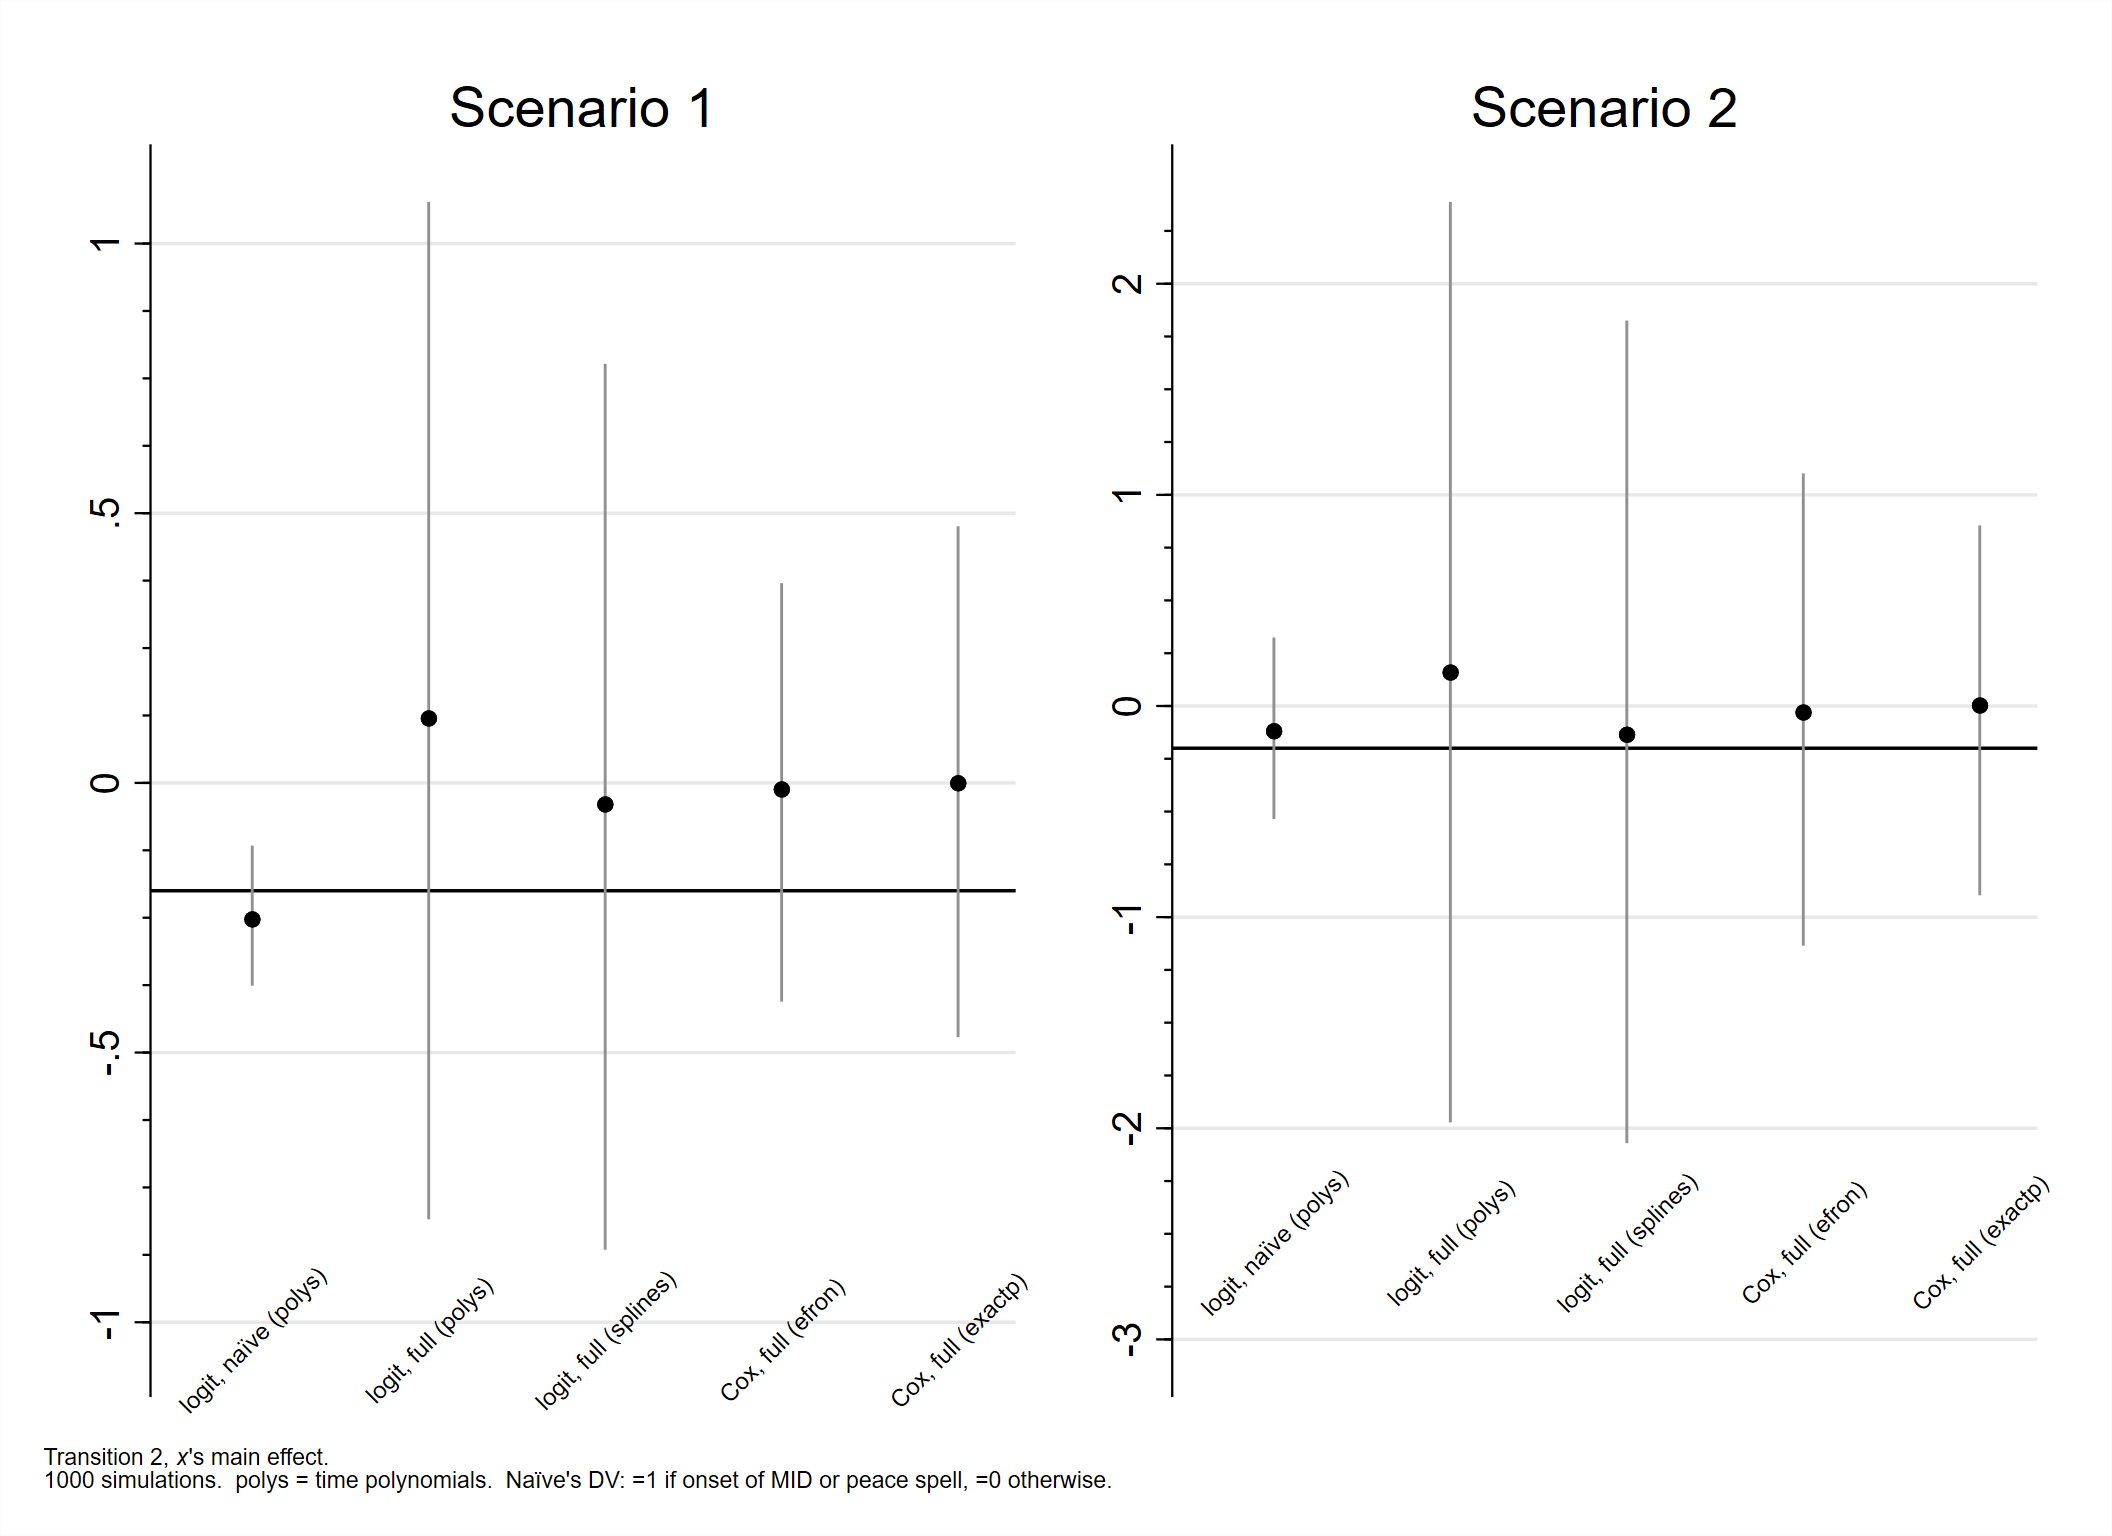 Scenario 1
1
.5
0
-.5
-1
logit, naïve (polys)
logit, full (polys)
logit, full (splines)
Cox, full (efron)
Cox, full (exactp)
Scenario 2
2
1
0
-1
-2
-3
logit, naïve (polys)
logit, full (polys)
logit, full (splines)
Cox, full (efron)
Cox, full (exactp)
Transition 2, x's main effect.
1000 simulations.  polys = time polynomials.  Naïve's DV: =1 if onset of MID or peace spell, =0 otherwise.